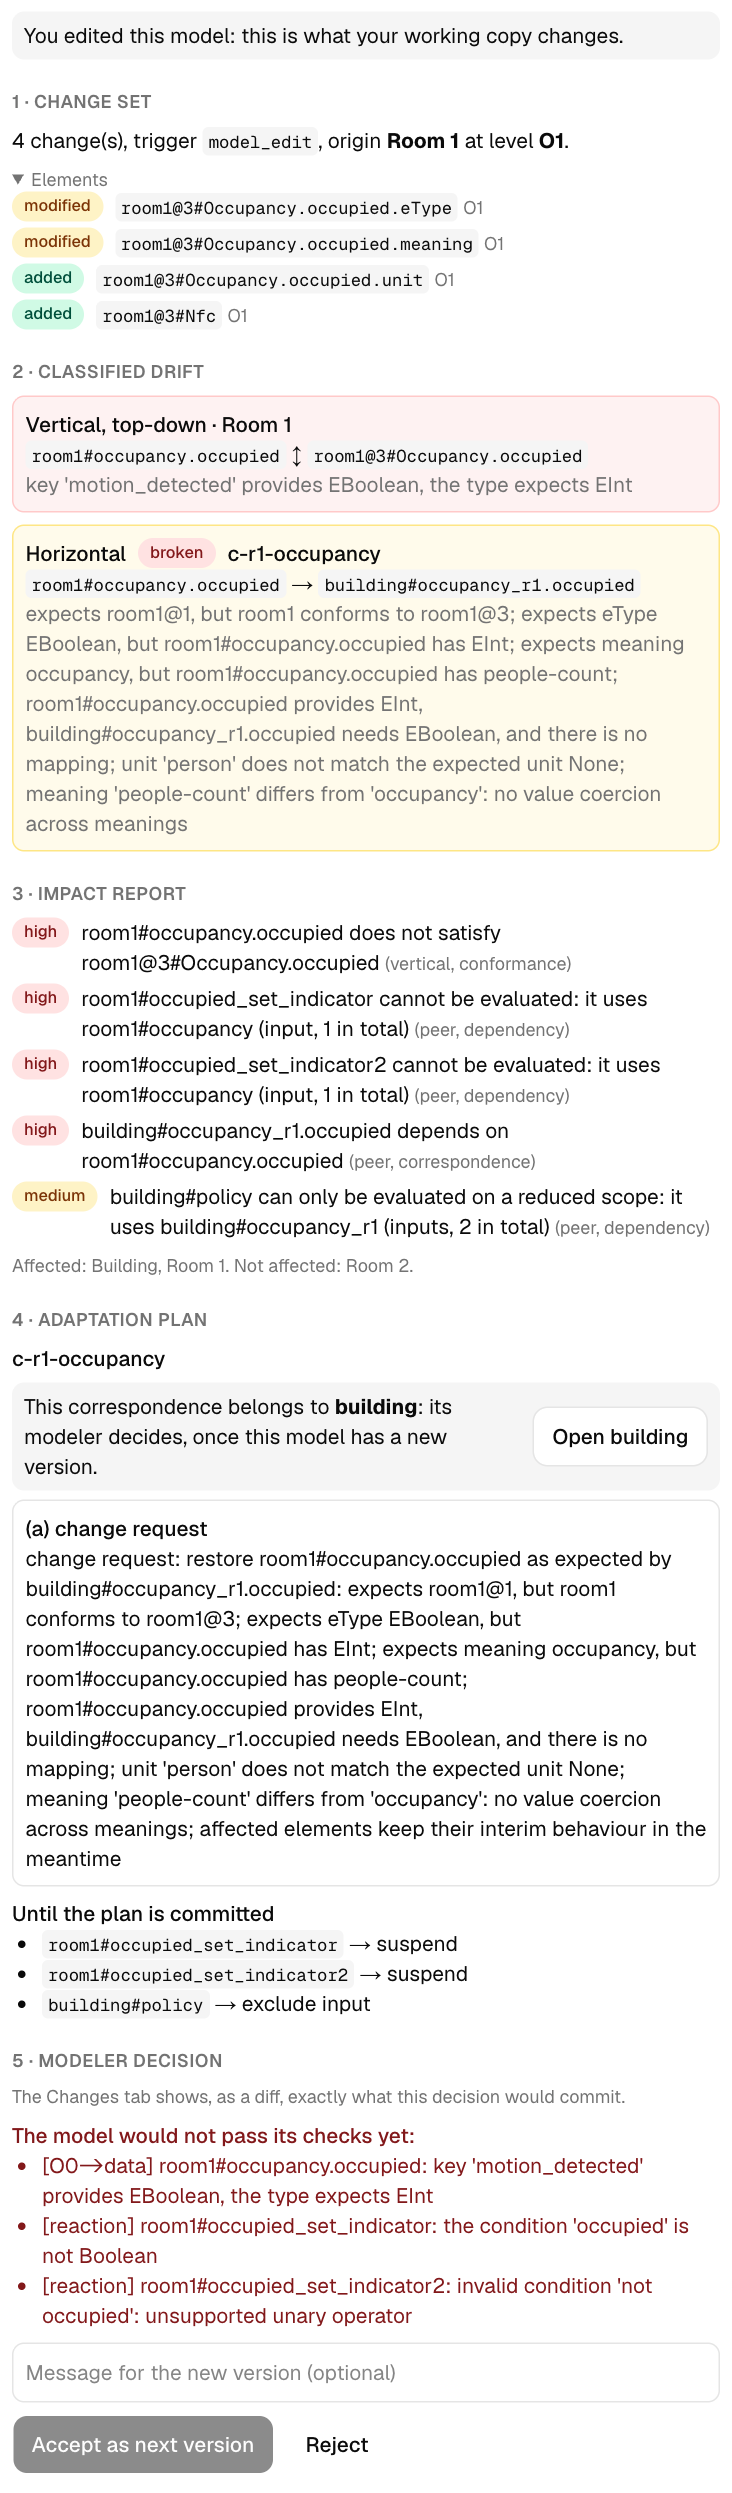 You edited this model: this is what your working copy changes.
1 · CHANGE SET
4 change(s), trigger model_edit, origin Room 1 at level O1.
▼ Elements
modified room1@3#Occupancy.occupied.eType O1
modified room1@3#Occupancy.occupied.meaning O1
added room1@3#Occupancy.occupied.unit O1
added room1@3#Nfc O1
2 · CLASSIFIED DRIFT
Vertical, top-down · Room 1
room1#occupancy.occupied ↕ room1@3#Occupancy.occupied
key 'motion_detected' provides EBoolean, the type expects EInt
Horizontal broken c-r1-occupancy
room1#occupancy.occupied → building#occupancy_r1.occupied
expects room1@1, but room1 conforms to room1@3; expects eType
EBoolean, but room1#occupancy.occupied has EInt; expects meaning
occupancy, but room1#occupancy.occupied has people-count;
room1#occupancy.occupied provides EInt,
building#occupancy_r1.occupied needs EBoolean, and there is no
mapping; unit 'person' does not match the expected unit None;
meaning 'people-count' differs from 'occupancy': no value coercion
across meanings
3 · IMPACT REPORT
high room1#occupancy.occupied does not satisfy
room1@3#Occupancy.occupied (vertical, conformance)
high room1#occupied_set_indicator cannot be evaluated: it uses
room1#occupancy (input, 1 in total) (peer, dependency)
high room1#occupied_set_indicator2 cannot be evaluated: it uses
room1#occupancy (input, 1 in total) (peer, dependency)
high building#occupancy_r1.occupied depends on
room1#occupancy.occupied (peer, correspondence)
medium building#policy can only be evaluated on a reduced scope: it
uses building#occupancy_r1 (inputs, 2 in total) (peer, dependency)
Affected: Building, Room 1. Not affected: Room 2.
4 · ADAPTATION PLAN
c-r1-occupancy
This correspondence belongs to building: its
modeler decides, once this model has a new
version.
Open building
(a) change request
change request: restore room1#occupancy.occupied as expected by
building#occupancy_r1.occupied: expects room1@1, but room1
conforms to room1@3; expects eType EBoolean, but
room1#occupancy.occupied has EInt; expects meaning occupancy, but
room1#occupancy.occupied has people-count;
room1#occupancy.occupied provides EInt,
building#occupancy_r1.occupied needs EBoolean, and there is no
mapping; unit 'person' does not match the expected unit None;
meaning 'people-count' differs from 'occupancy': no value coercion
across meanings; affected elements keep their interim behaviour in the
meantime
Until the plan is committed
• room1#occupied_set_indicator → suspend
• room1#occupied_set_indicator2 → suspend
• building#policy → exclude input
5 · MODELER DECISION
The Changes tab shows, as a diff, exactly what this decision would commit.
The model would not pass its checks yet:
• [O0→data] room1#occupancy.occupied: key 'motion_detected'
provides EBoolean, the type expects EInt
• [reaction] room1#occupied_set_indicator: the condition 'occupied' is
not Boolean
• [reaction] room1#occupied_set_indicator2: invalid condition 'not
occupied': unsupported unary operator
Message for the new version (optional)
Accept as next version Reject